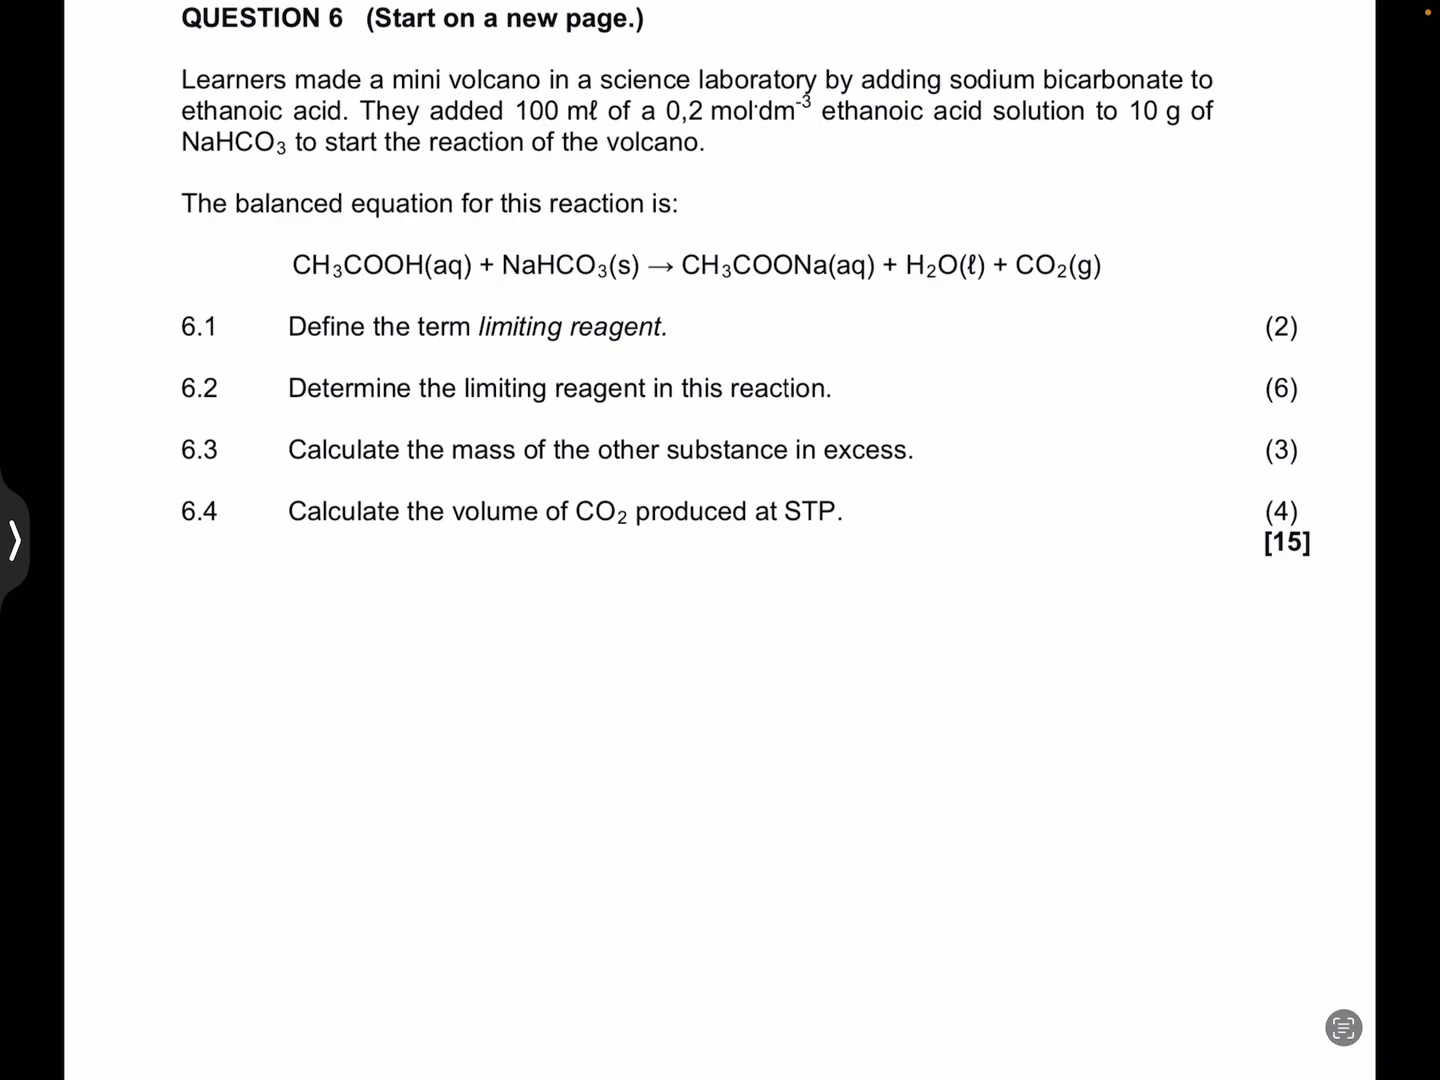 QUESTION 6 (Start on a new page.)
Learners made a mini volcano in a science laboratory by adding sodium bicarbonate to
ethanoic acid. They added 100 mℓ of a 0,2 mol·dm⁻³ ethanoic acid solution to 10 g of
NaHCO₃ to start the reaction of the volcano.
The balanced equation for this reaction is:
CH₃COOH(aq) + NaHCO₃(s) → CH₃COONa(aq) + H₂O(ℓ) + CO₂(g)
6.1 Define the term limiting reagent. (2)
6.2 Determine the limiting reagent in this reaction. (6)
6.3 Calculate the mass of the other substance in excess. (3)
6.4 Calculate the volume of CO₂ produced at STP. (4)
[15]